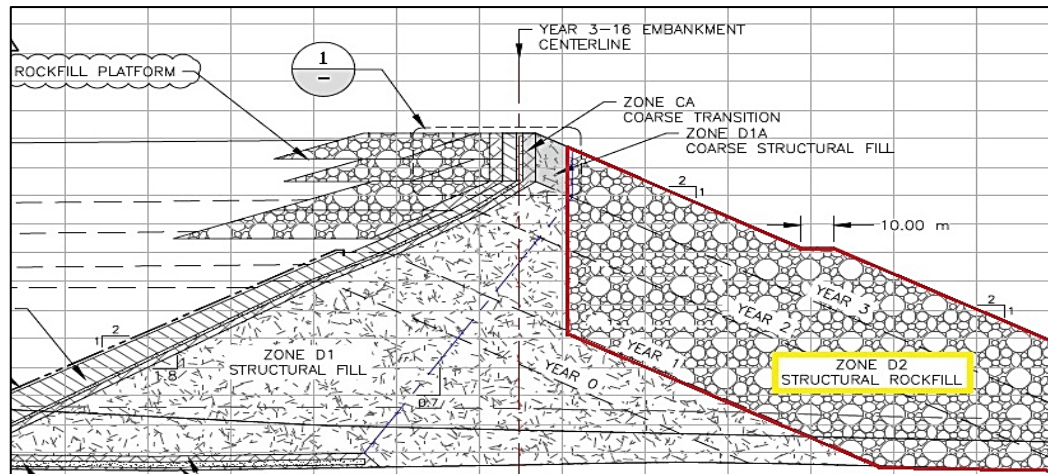 YEAR 3-16 EMBANKMENT
CENTERLINE
ROCKFILL PLATFORM
1
-
ZONE CA
COARSE TRANSITION
ZONE D1A
COARSE STRUCTURAL FILL
2
1
10.00 m
YEAR 3
YEAR 2
2
1
2
1
YEAR 1
ZONE D1
STRUCTURAL FILL
1
1.8
YEAR 0
ZONE D2
STRUCTURAL ROCKFILL
1
0.7